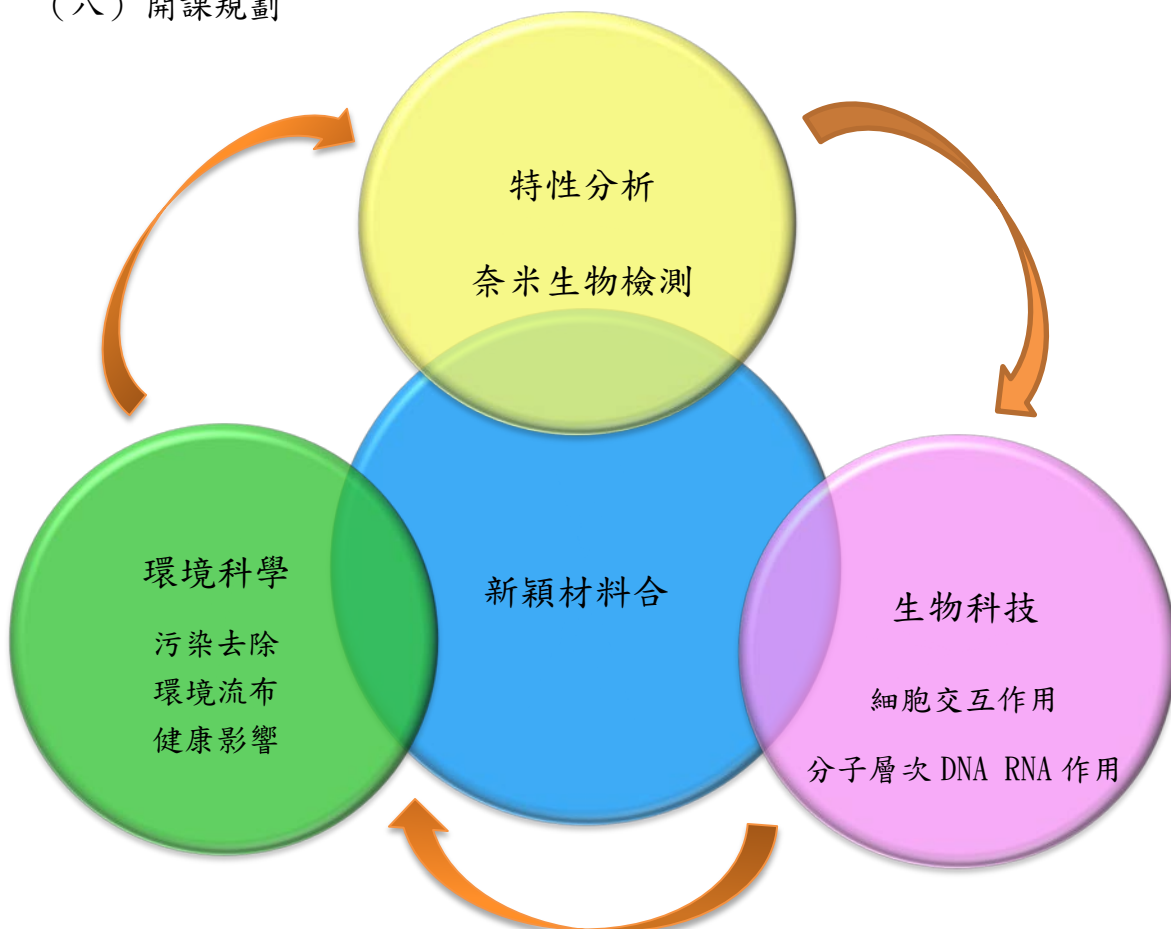 （八）開課規劃
特性分析
奈米生物檢測
環境科學
污染去除
環境流布
健康影響
新穎材料合
生物科技
細胞交互作用
分子層次 DNA RNA 作用